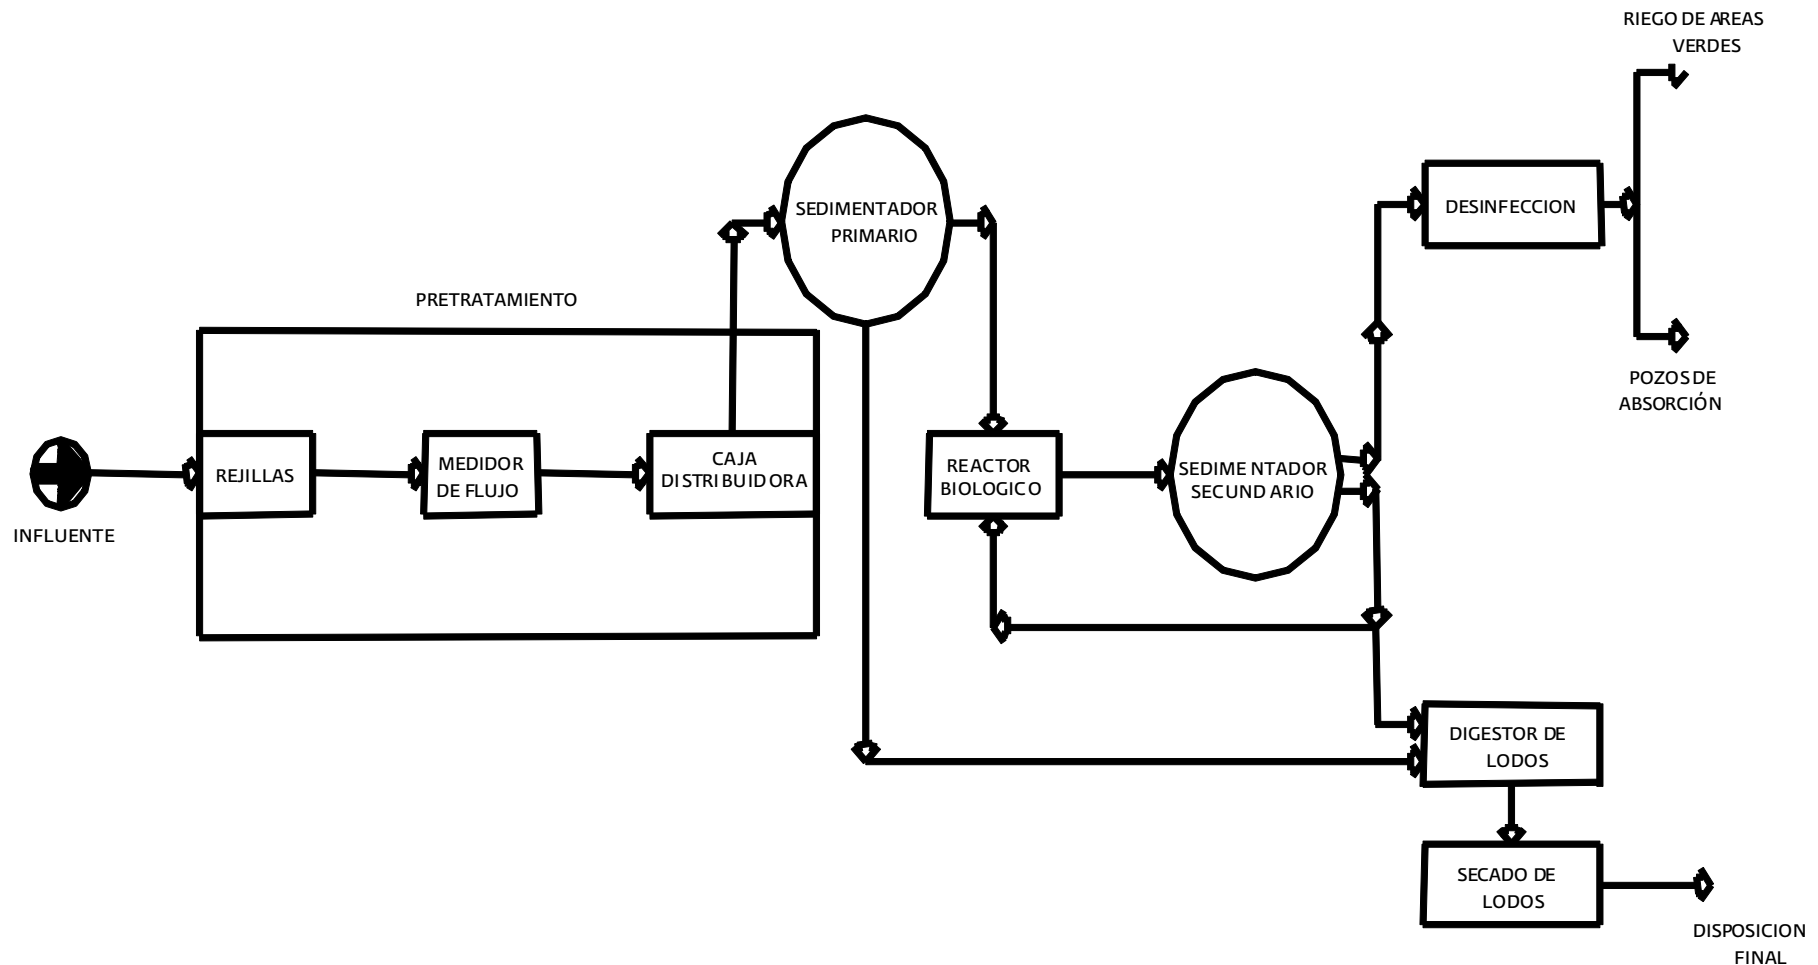 RIEGO DE AREAS
VERDES
SEDIMENTADOR
PRIMARIO
DESINFECCION
PRETRATAMIENTO
POZOS DE
ABSORCIÓN
INFLUENTE
REJILLAS
MEDIDOR
DE FLUJO
CAJA
DISTRIBUIDORA
REACTOR
BIOLOGICO
SEDIMENTADOR
SECUNDARIO
DIGESTOR DE
LODOS
SECADO DE
LODOS
DISPOSICION
FINAL